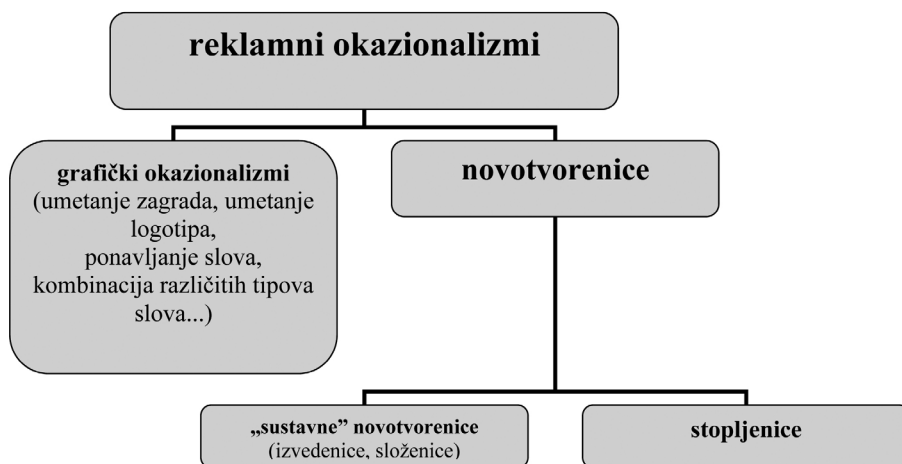 reklamni okazionalizmi
grafički okazionalizmi
(umetanje zagrada, umetanje
logotipa,
ponavljanje slova,
kombinacija različitih tipova
slova...)
novotvorenice
„sustavne” novotvorenice
(izvedenice, složenice)
stopljenice